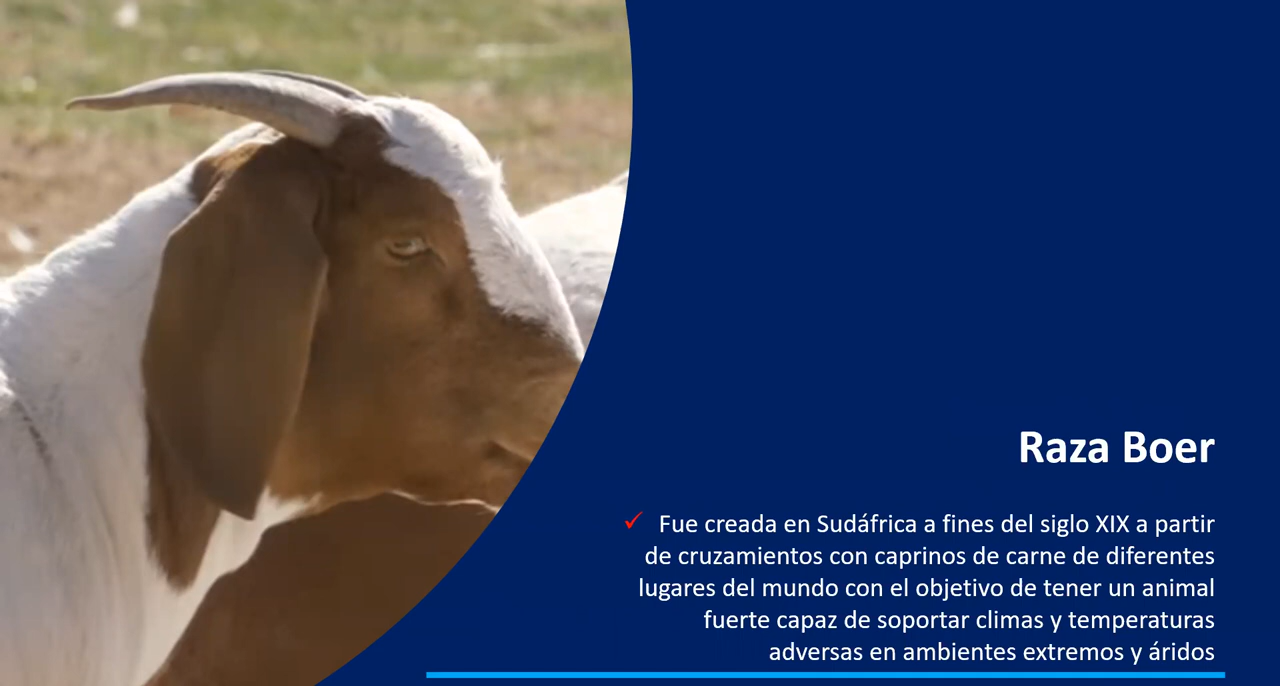 Raza Boer
✓ Fue creada en Sudáfrica a fines del siglo XIX a partir
de cruzamientos con caprinos de carne de diferentes
lugares del mundo con el objetivo de tener un animal
fuerte capaz de soportar climas y temperaturas
adversas en ambientes extremos y áridos